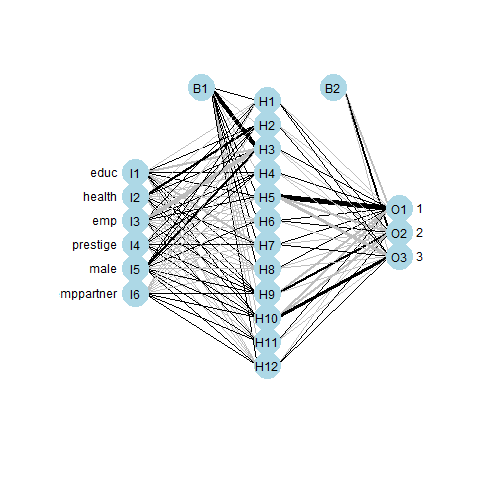 B1
B2
H1
H2
H3
H4
H5
H6
H7
H8
H9
H10
H11
H12
educ I1
health I2
emp I3
prestige I4
male I5
mppartner I6
O1 1
O2 2
O3 3